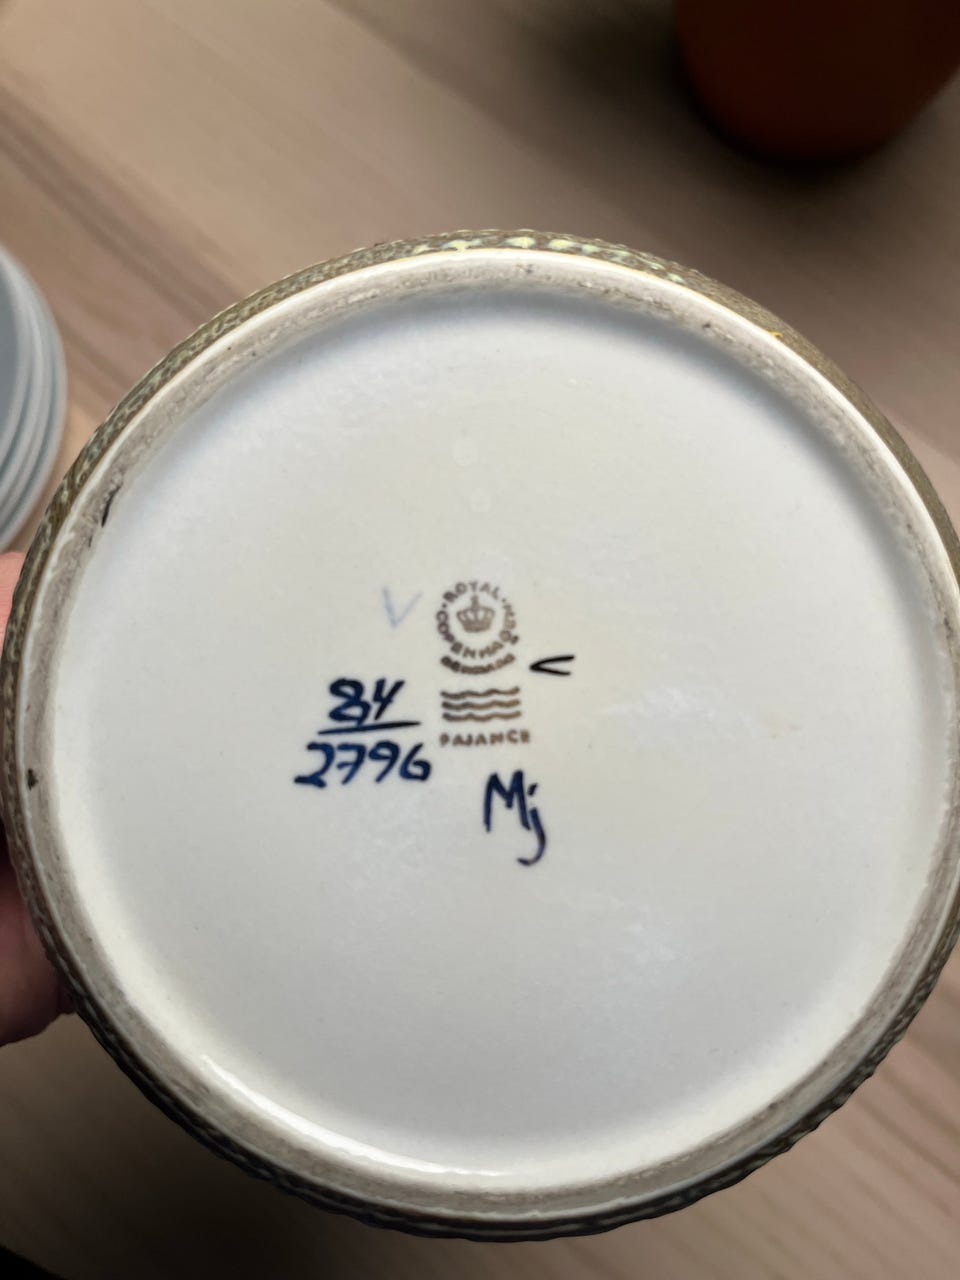 ROYAL
COPENHAGEN
DENMARK
84
2796
FAJANCE
Mj